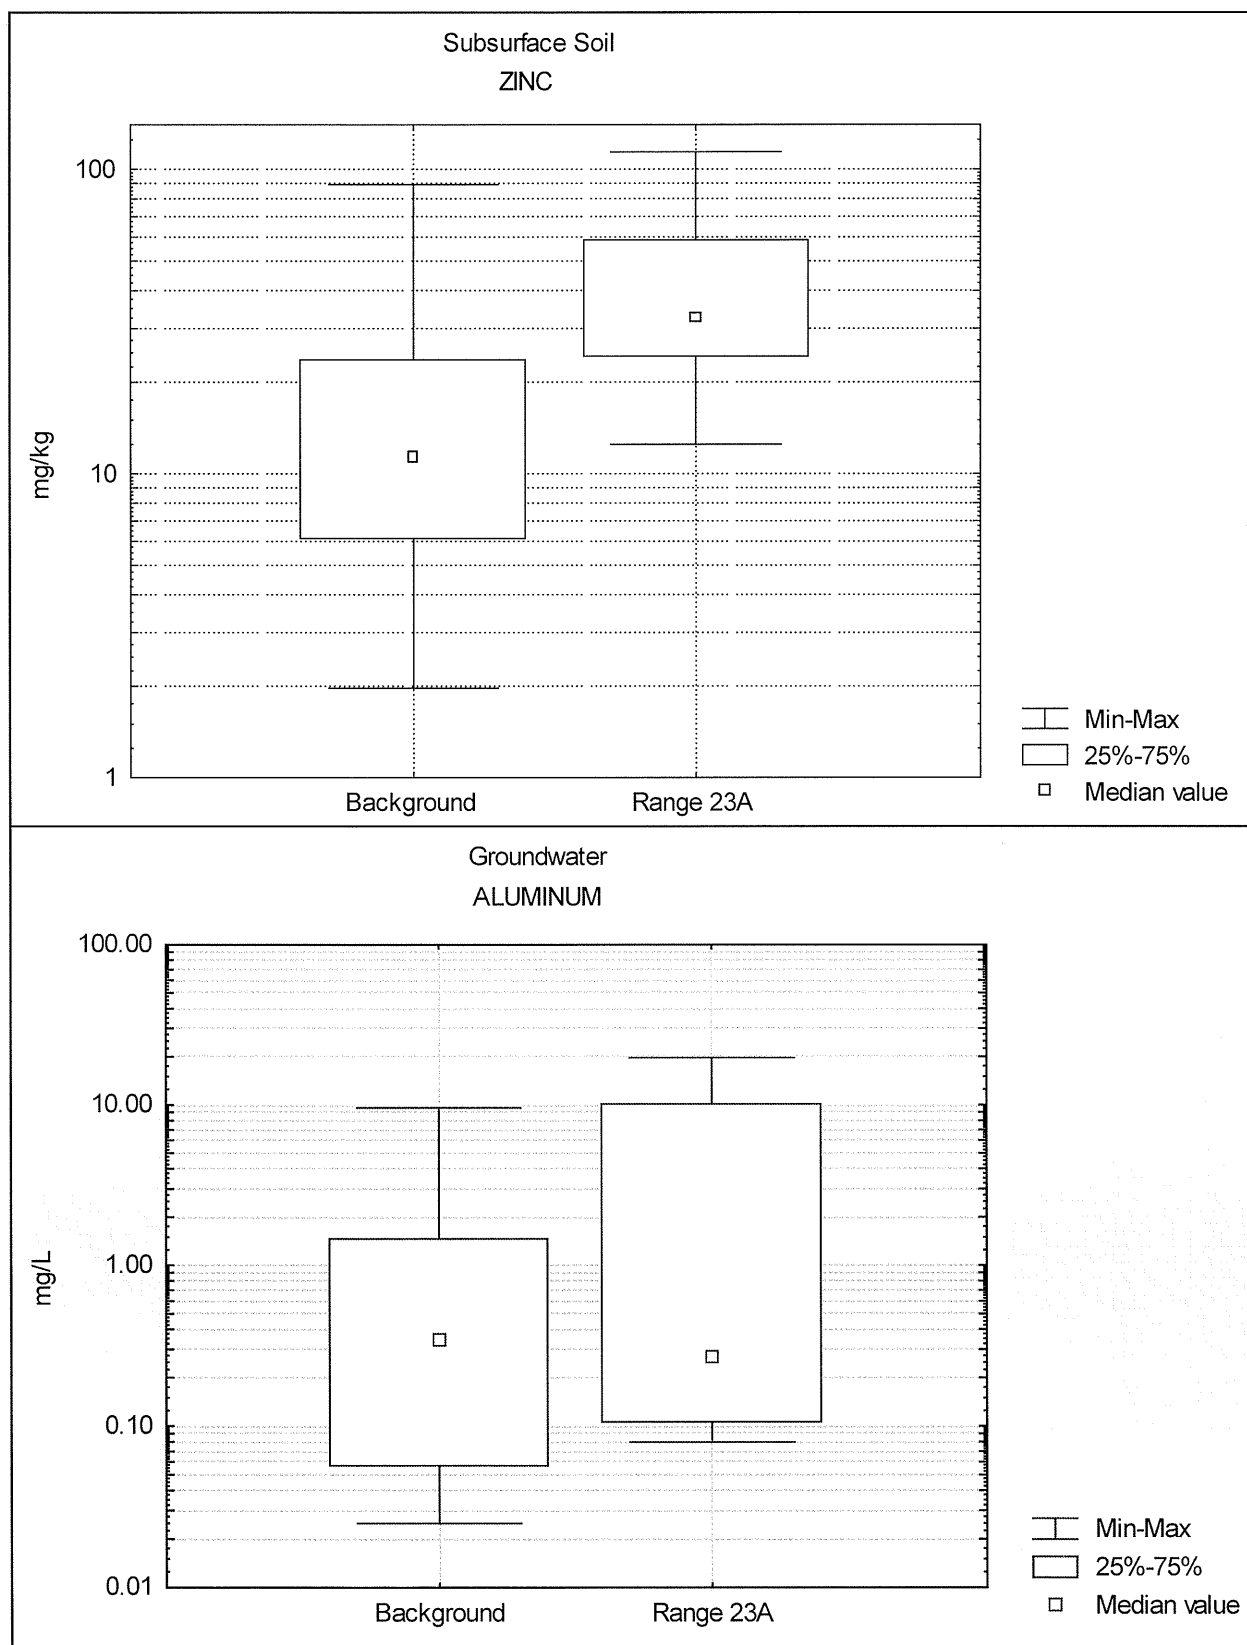 Subsurface Soil
ZINC
100
10
1
mg/kg
Background
Range 23A
Min-Max
25%-75%
Median value
Groundwater
ALUMINUM
100.00
10.00
1.00
0.10
0.01
mg/L
Background
Range 23A
Min-Max
25%-75%
Median value